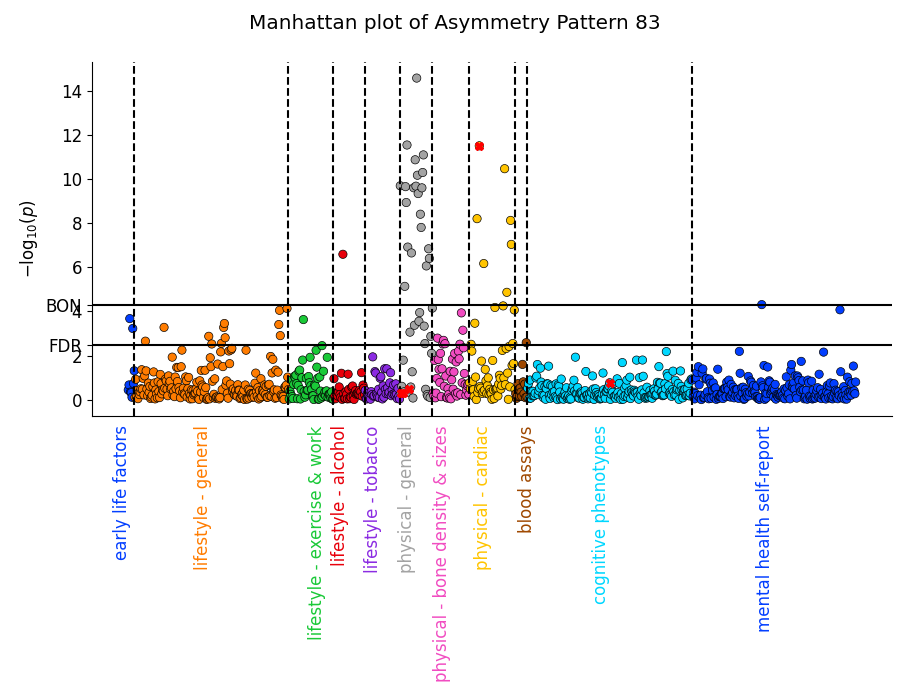 Manhattan plot of Asymmetry Pattern 83
−log₁₀(p)
14
12
10
8
6
BON
4
FDR
2
0
early life factors
lifestyle - general
lifestyle - exercise & work
lifestyle - alcohol
lifestyle - tobacco
physical - general
physical - bone density & sizes
physical - cardiac
blood assays
cognitive phenotypes
mental health self-report